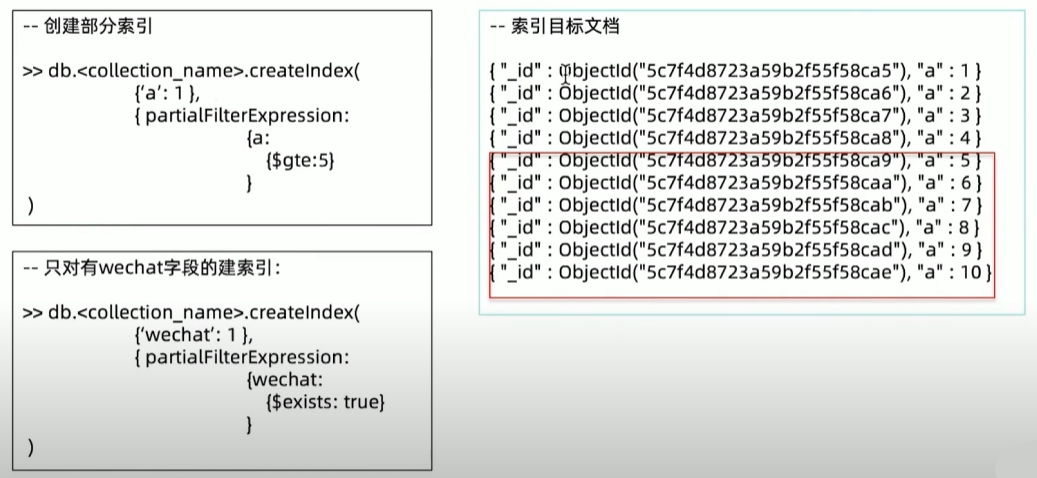 -- 创建部分索引
>> db.<collection_name>.createIndex(
{‘a’: 1 },
{ partialFilterExpression:
{a:
{$gte:5}
}
)
-- 只对有wechat字段的建索引：
>> db.<collection_name>.createIndex(
{‘wechat’: 1 },
{ partialFilterExpression:
{wechat:
{$exists: true}
}
)
-- 索引目标文档
{ "_id" : ObjectId("5c7f4d8723a59b2f55f58ca5"), "a" : 1 }
{ "_id" : ObjectId("5c7f4d8723a59b2f55f58ca6"), "a" : 2 }
{ "_id" : ObjectId("5c7f4d8723a59b2f55f58ca7"), "a" : 3 }
{ "_id" : ObjectId("5c7f4d8723a59b2f55f58ca8"), "a" : 4 }
{ "_id" : ObjectId("5c7f4d8723a59b2f55f58ca9"), "a" : 5 }
{ "_id" : ObjectId("5c7f4d8723a59b2f55f58caa"), "a" : 6 }
{ "_id" : ObjectId("5c7f4d8723a59b2f55f58cab"), "a" : 7 }
{ "_id" : ObjectId("5c7f4d8723a59b2f55f58cac"), "a" : 8 }
{ "_id" : ObjectId("5c7f4d8723a59b2f55f58cad"), "a" : 9 }
{ "_id" : ObjectId("5c7f4d8723a59b2f55f58cae"), "a" : 10 }